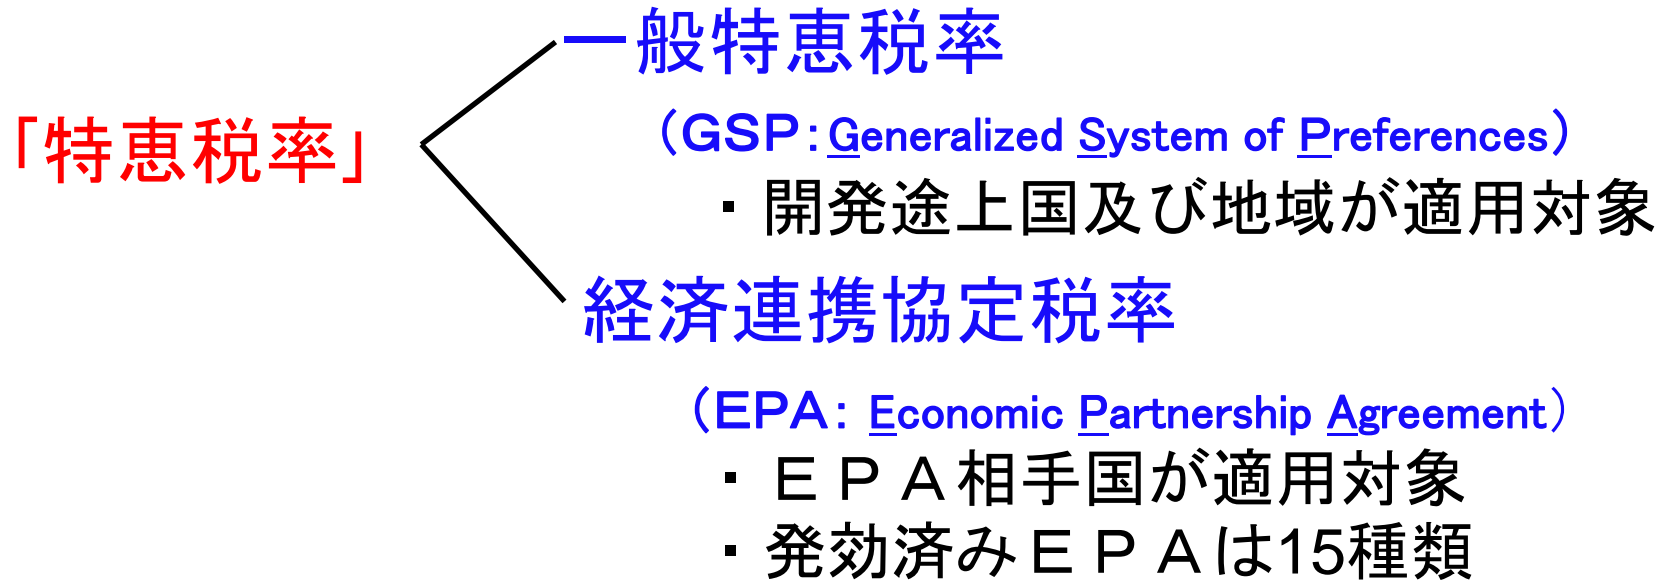 一般特恵税率
「特恵税率」
（GSP：Generalized System of Preferences）
・開発途上国及び地域が適用対象
経済連携協定税率
（EPA： Economic Partnership Agreement）
・ＥＰＡ相手国が適用対象
・発効済みＥＰＡは15種類